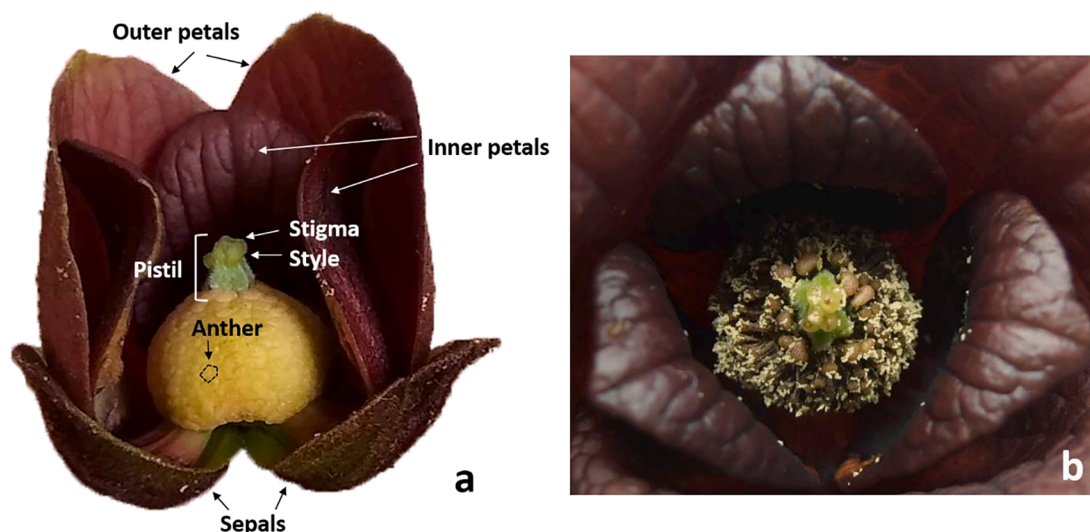 Outer petals
Inner petals
Stigma
Style
Pistil
Anther
Sepals
a
b